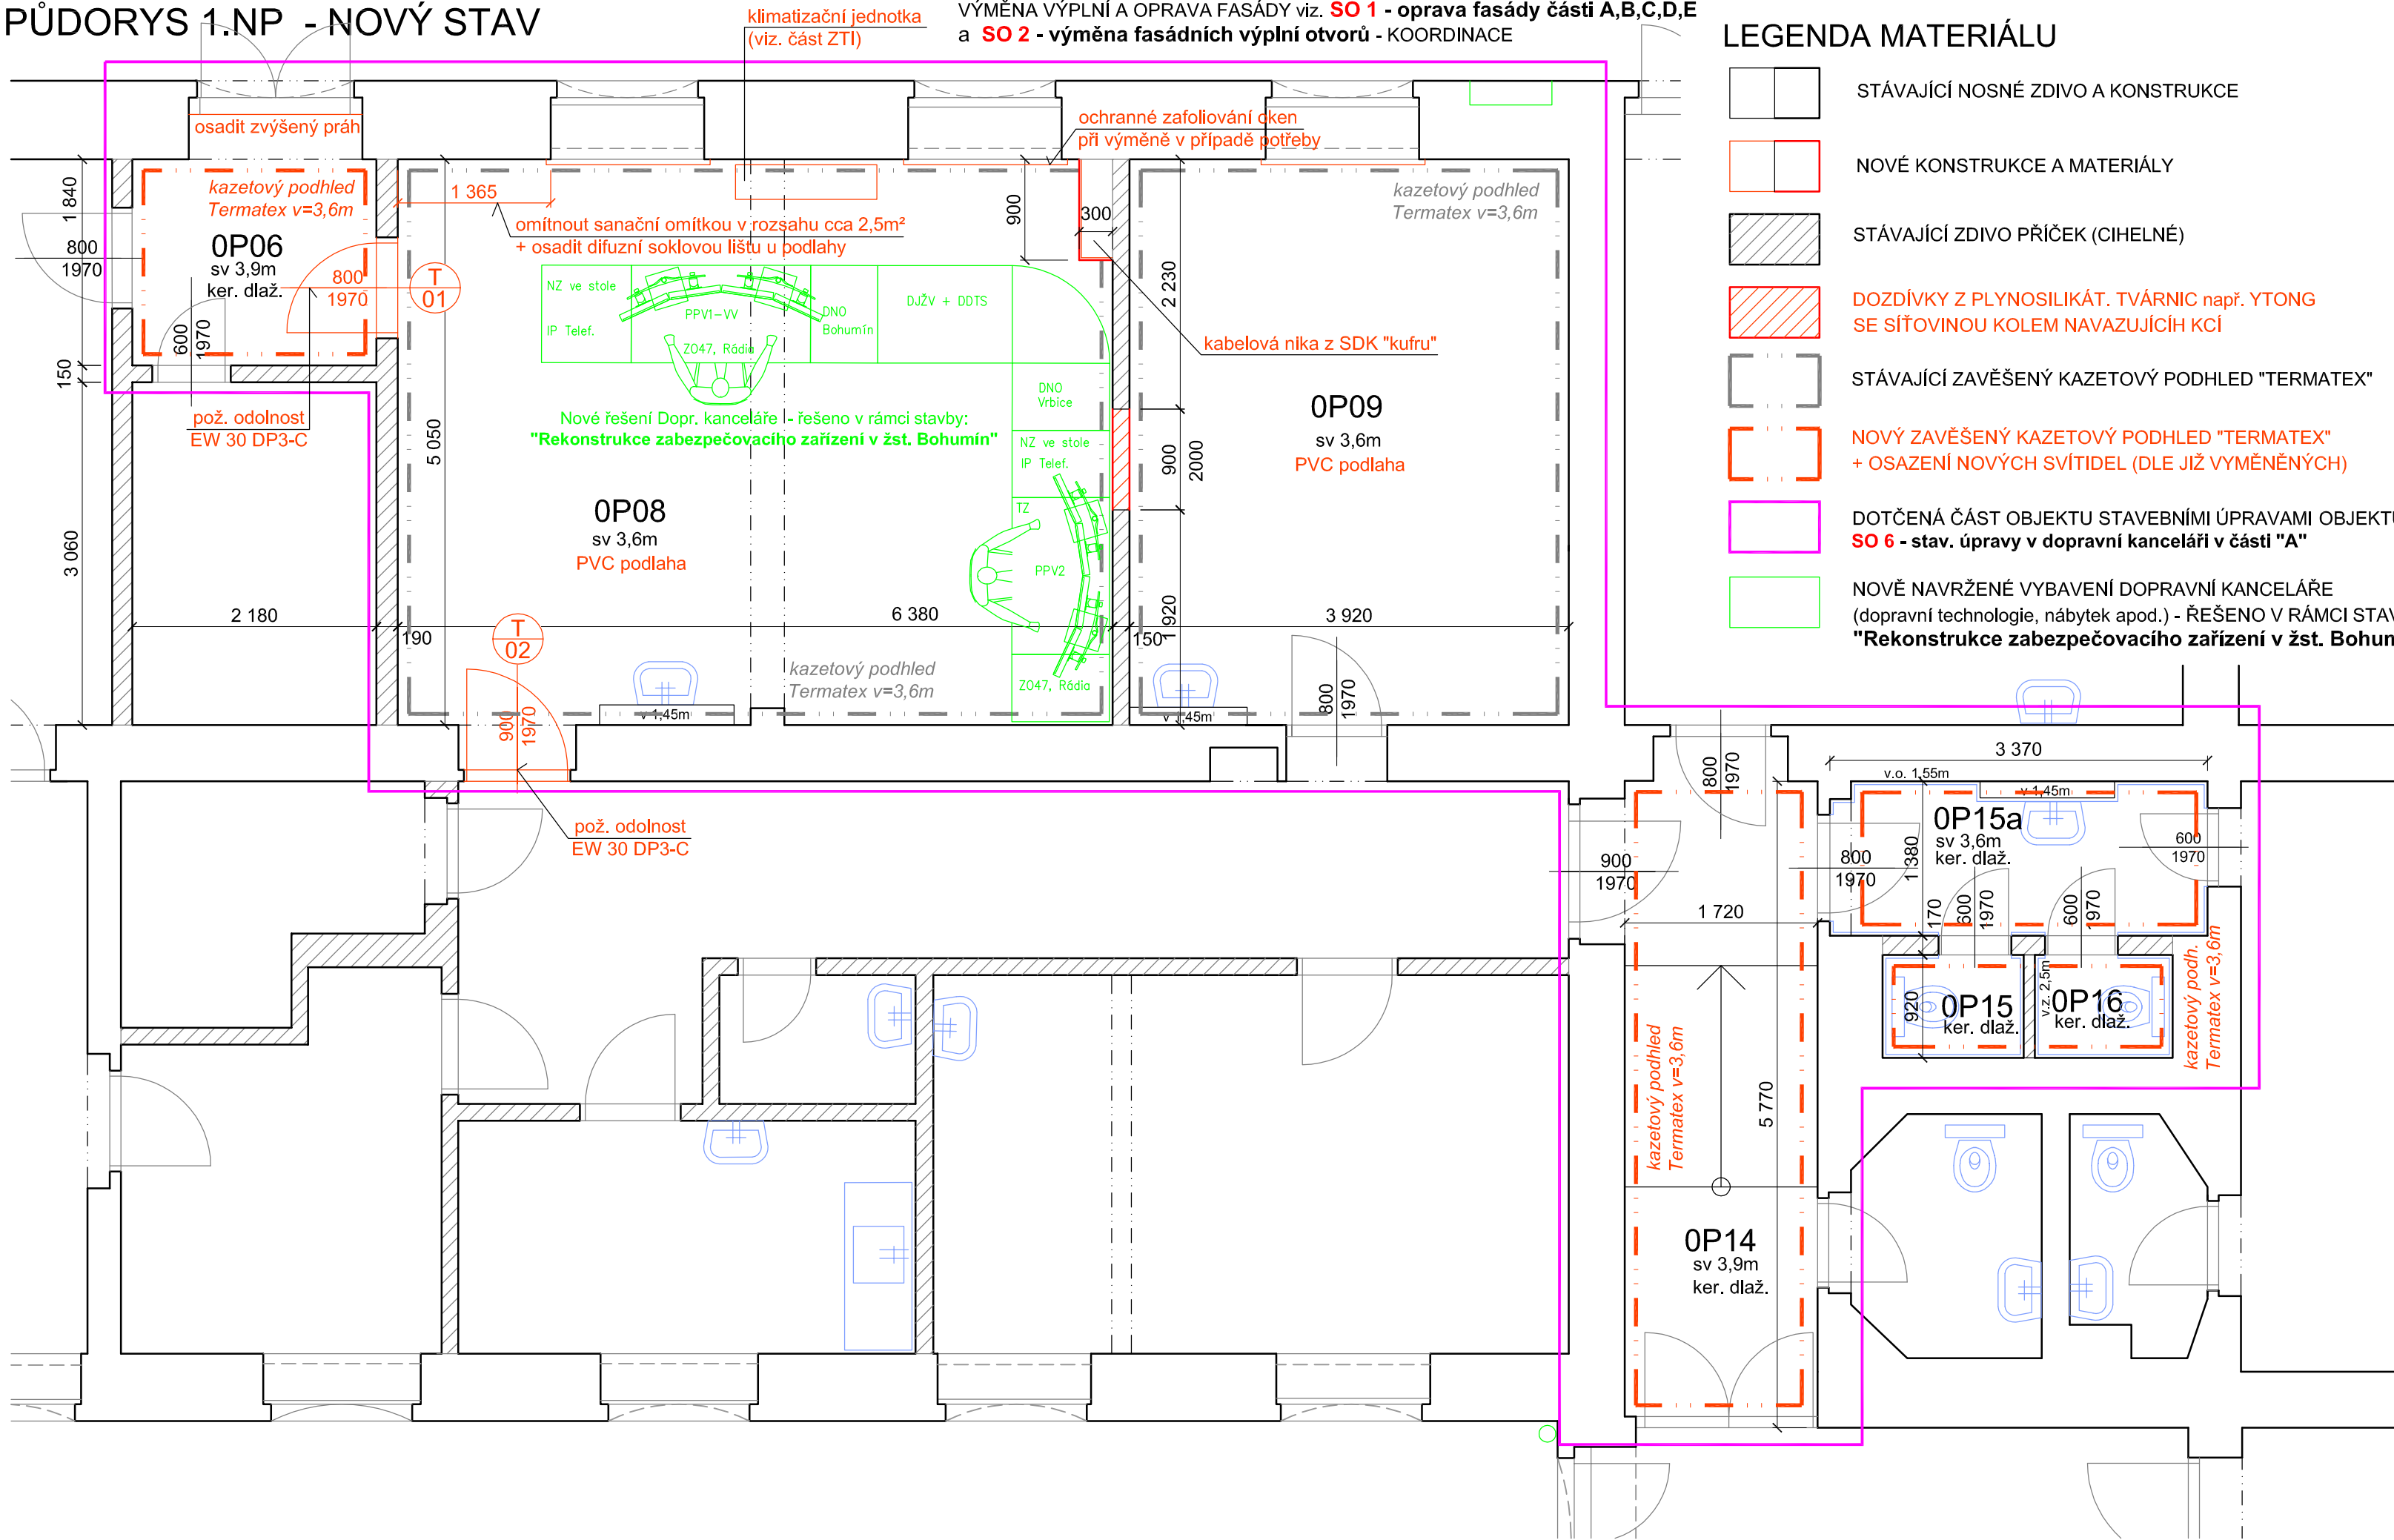 PŮDORYS 1.NP - NOVÝ STAV
klimatizační jednotka
(viz. část ZTI)
VÝMĚNA VÝPLNÍ A OPRAVA FASÁDY viz. SO 1 - oprava fasády části A,B,C,D,E
a SO 2 - výměna fasádních výplní otvorů - KOORDINACE
osadit zvýšený práh
ochranné zafoliování oken
při výměně v případě potřeby
kazetový podhled
Termatex v=3,6m
0P06
sv 3,9m
ker. dlaž.
1 840
800
1970
150
3 060
600
1970
800
1970
T
01
pož. odolnost
EW 30 DP3-C
2 180
190
1 365
omítnout sanační omítkou v rozsahu cca 2,5m²
+ osadit difuzní soklovou lištu u podlahy
900
300
NZ ve stole
IP Telef.
PPV1-VV
Z047, Rádia
DNO
Bohumín
DJŽV + DDTS
DNO
Vrbice
NZ ve stole
IP Telef.
TZ
PPV2
Z047, Rádia
Nové řešení Dopr. kanceláře - řešeno v rámci stavby;
"Rekonstrukce zabezpečovacího zařízení v žst. Bohumín"
5 050
0P08
sv 3,6m
PVC podlaha
6 380
T
02
900
1970
v 1,45m
kazetový podhled
Termatex v=3,6m
pož. odolnost
EW 30 DP3-C
kazetový podhled
Termatex v=3,6m
2 230
kabelová nika z SDK "kufru"
0P09
sv 3,6m
PVC podlaha
900
2000
1 920
150
3 920
v 1,45m
800
1970
900
1970
800
1970
1 720
kazetový podhled
Termatex v=3,6m
5 770
0P14
sv 3,9m
ker. dlaž.
3 370
v.o. 1,55m
v 1,45m
0P15a
sv 3,6m
ker. dlaž.
800
1970
1 380
600
1970
170
600
1970
600
1970
920
0P15
ker. dlaž.
v.z. 2,5m
0P16
ker. dlaž.
kazetový podh.
Termatex v=3,6m
LEGENDA MATERIÁLU
STÁVAJÍCÍ NOSNÉ ZDIVO A KONSTRUKCE
NOVÉ KONSTRUKCE A MATERIÁLY
STÁVAJÍCÍ ZDIVO PŘÍČEK (CIHELNÉ)
DOZDÍVKY Z PLYNOSILIKÁT. TVÁRNIC např. YTONG
SE SÍŤOVINOU KOLEM NAVAZUJÍCÍH KCÍ
STÁVAJÍCÍ ZAVĚŠENÝ KAZETOVÝ PODHLED "TERMATEX"
NOVÝ ZAVĚŠENÝ KAZETOVÝ PODHLED "TERMATEX"
+ OSAZENÍ NOVÝCH SVÍTIDEL (DLE JIŽ VYMĚNĚNÝCH)
DOTČENÁ ČÁST OBJEKTU STAVEBNÍMI ÚPRAVAMI OBJEKTU
SO 6 - stav. úpravy v dopravní kanceláři v části "A"
NOVĚ NAVRŽENÉ VYBAVENÍ DOPRAVNÍ KANCELÁŘE
(dopravní technologie, nábytek apod.) - ŘEŠENO V RÁMCI STAV
"Rekonstrukce zabezpečovacího zařízení v žst. Bohum